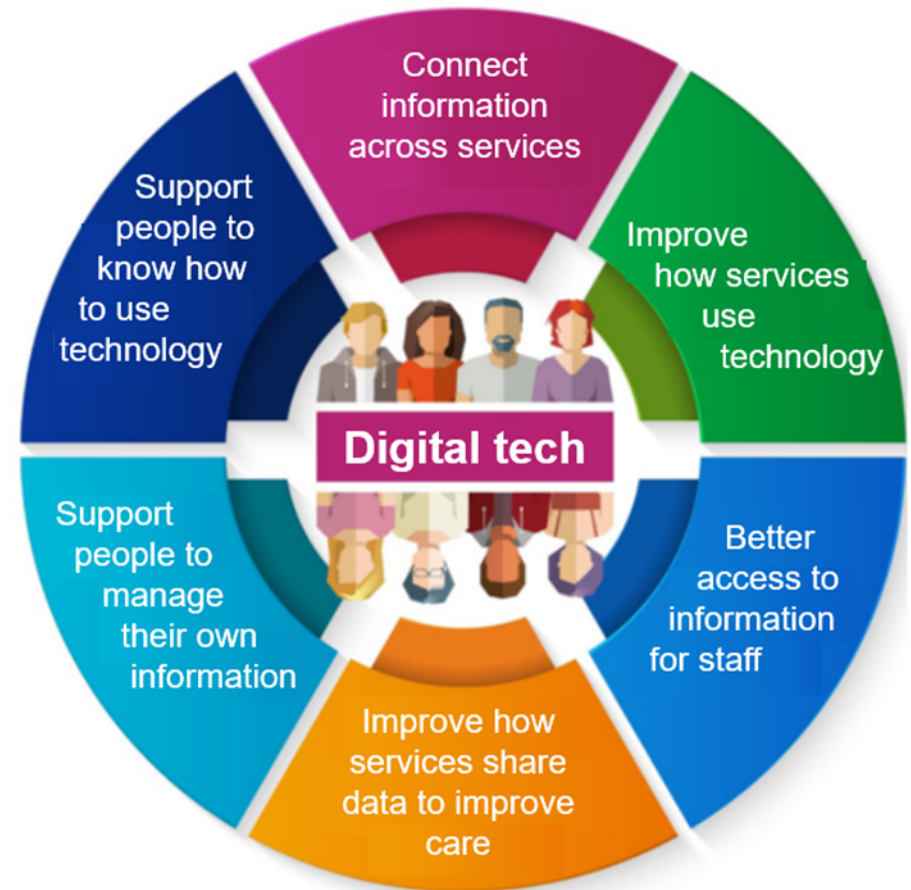 Connect
information
across services
Improve
how services
use
technology
Better
access to
information
for staff
Improve how
services share
data to improve
care
Support
people to
manage
their own
information
Support
people to
know how
to use
technology
Digital tech